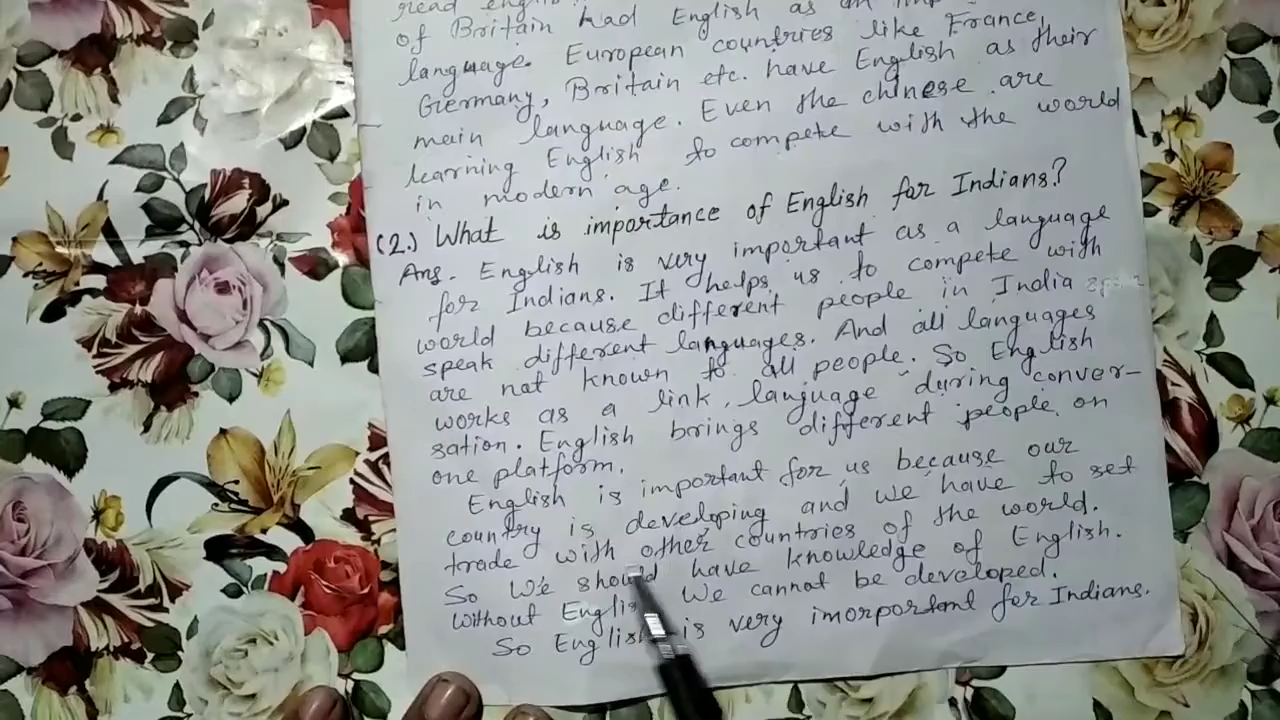 read
of Britain had English as an
language. European countries like France,
Germany, Britain etc. have English as their
main language. Even the chinese are
learning English to compete with the world
in modern age.
(2.) What is importance of English for Indians?
Ans. English is very important as a language
for Indians. It helps us to compete with
world because different people in India
speak different languages. And all languages
are not known to all people. So English
works as a link language during conver-
sation. English brings different people on
one platform.
English is important for us because our
country is developing and we have to set
trade with other countries of the world.
So We should have knowledge of English.
without English We cannot be developed.
So English is very imorportent for Indians.